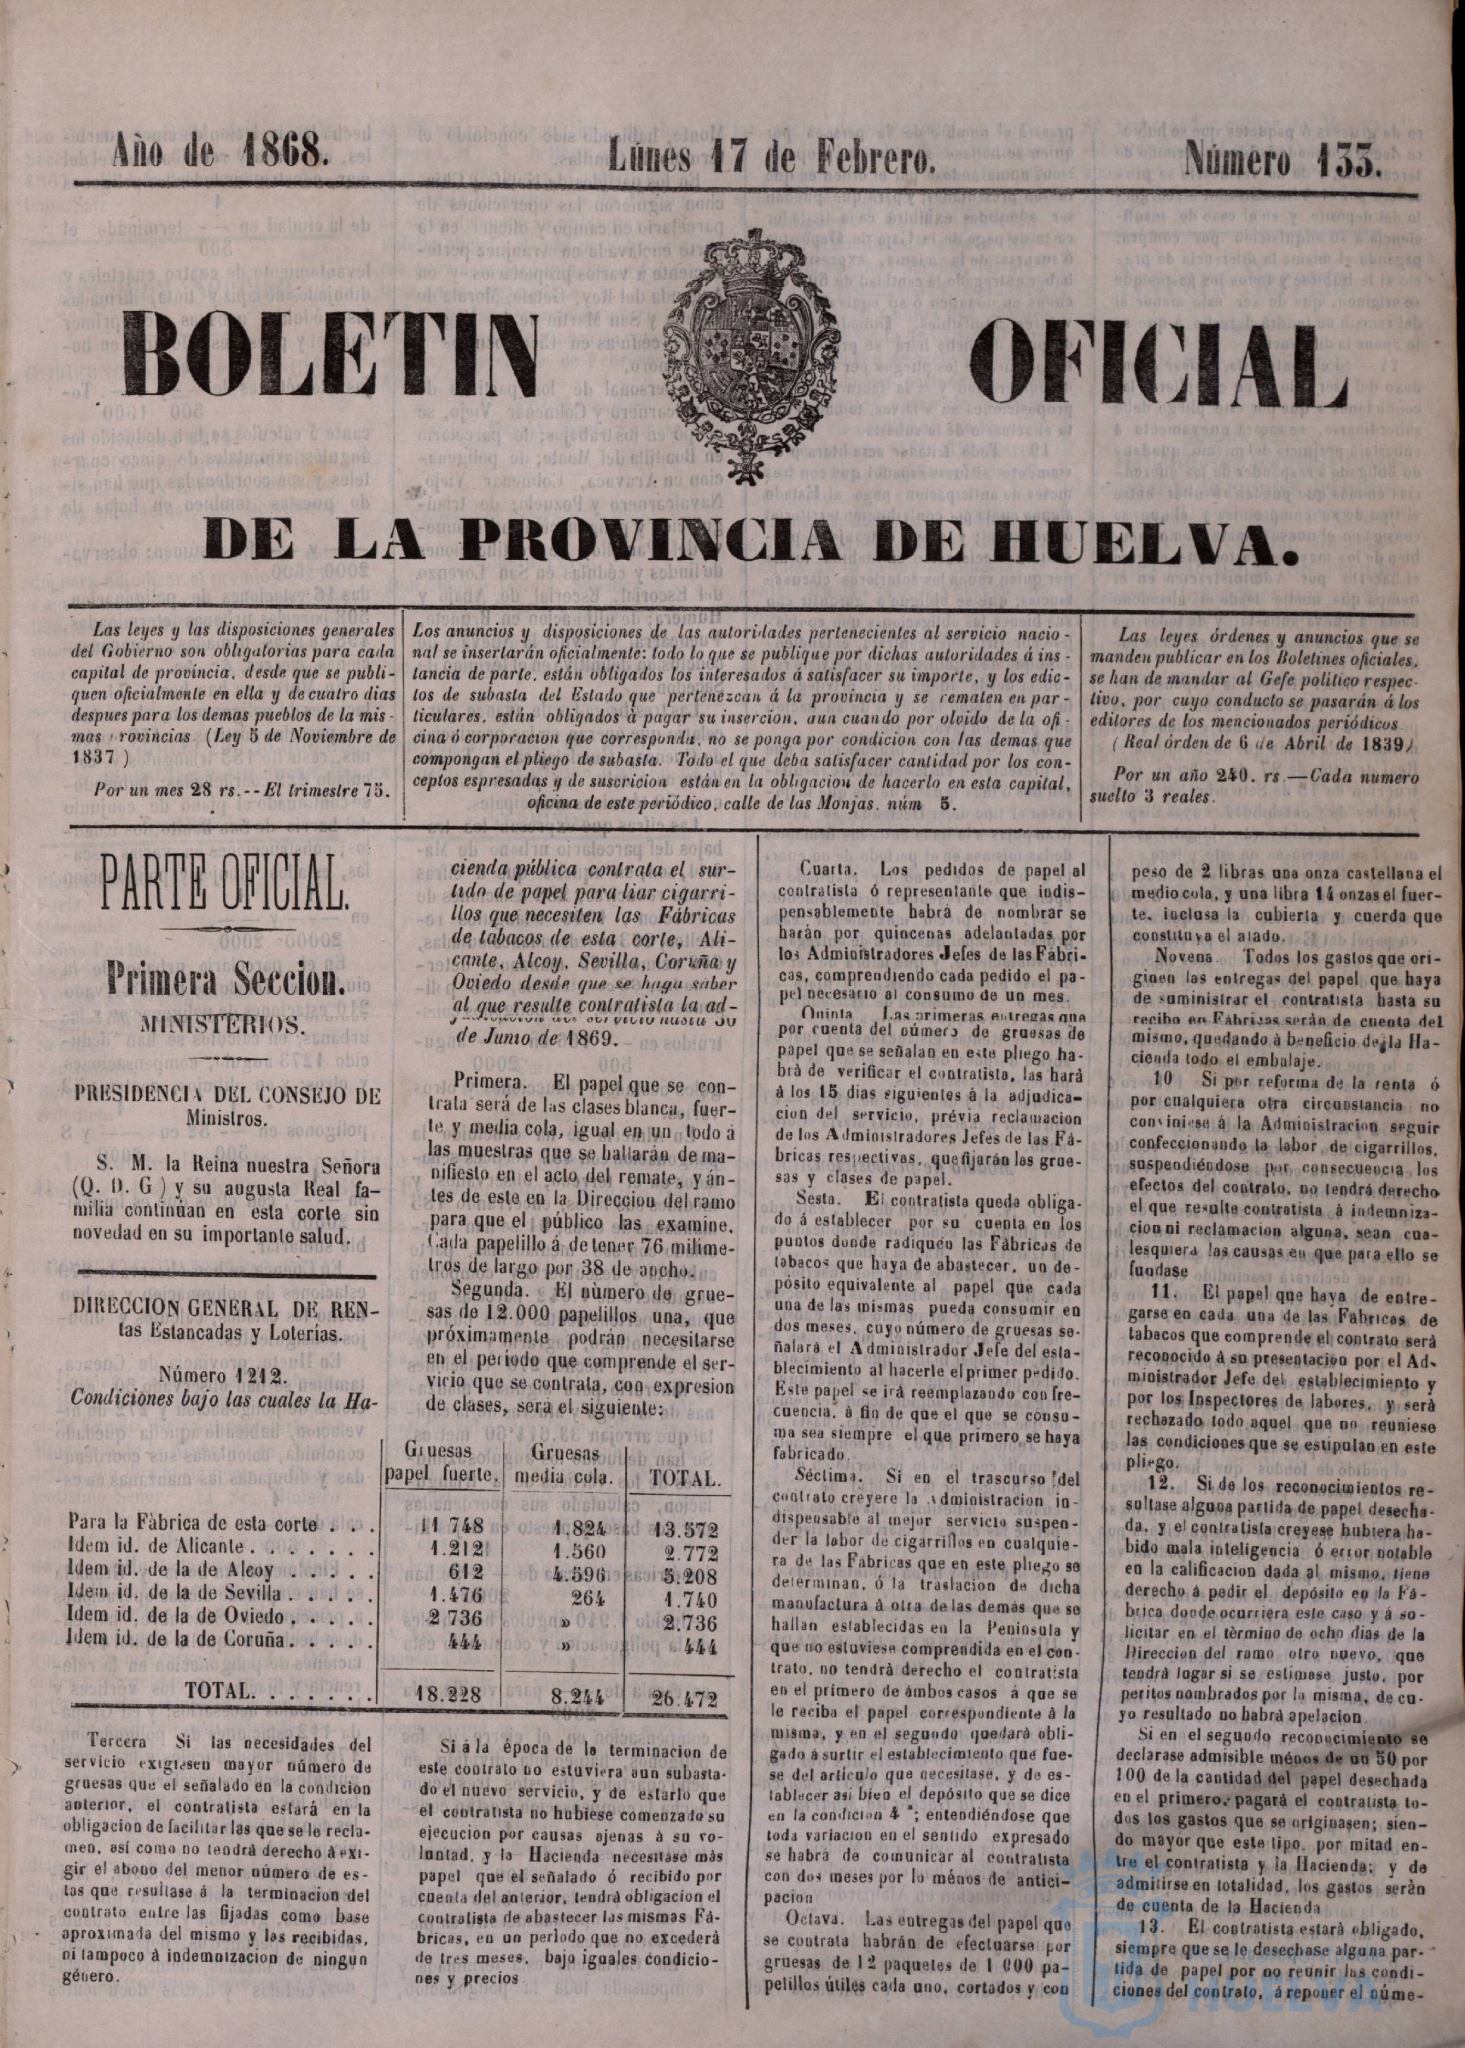 Año de 1868.
Lúnes 17 de Febrero.
Número 133.
BOLETIN OFICIAL
DE LA PROVINCIA DE HUELVA.
Las leyes y las disposiciones generales
del Gobierno son obligatorias para cada
capital de provincia, desde que se publi-
quen oficialmente en ella y de cuatro dias
despues para los demas pueblos de la mis-
mas rovincias (Ley 5 de Noviembre de
1837 )
Por un mes 28 rs.--El trimestre 75.
Los anuncios y disposiciones de las autoridades pertenecientes al servicio nacio-
nal se insertarán oficialmente: todo lo que se publique por dichas autoridades á ins-
tancia de parte, están obligados los interesados á satisfacer su importe, y los edic-
tos de subasta del Estado que pertenezcan á la provincia y se rematen en par-
ticulares, están obligados à pagar su insercion, aun cuando por olvido de la ofi-
cina ó corporacion que corresponda, no se ponga por condicion con las demas que
compongan el pliego de subasta. Todo el que deba satisfacer cantidad por los con-
ceptos espresados y de suscricion están en la obligacion de hacerlo en esta capital,
oficina de este periódico, calle de las Monjas. núm 5.
Las leyes órdenes y anuncios que se
manden publicar en los Boletines oficiales,
se han de mandar al Gefe político respec-
tivo, por cuyo conducto se pasarán á los
editores de los mencionados periódicos
(Real órden de 6 de Abril de 1839)
Por un año 240. rs.—Cada numero
suelto 3 reales.
PARTE OFICIAL.
Primera Seccion.
MINISTERIOS.
PRESIDENCIA DEL CONSEJO DE
Ministros.
S. M. la Reina nuestra Señora
(Q. D. G ) y su augusta Real fa-
milia continúan en esta corte sin
novedad en su importante salud.
DIRECCION GENERAL DE REN-
tas Estancadas y Loterías.
Número 1212.
Condiciones bajo las cuales la Ha-
cienda pública contrata el sur-
tido de papel para liar cigarri-
llos que necesiten las Fábricas
de tabacos de esta corte, Ali-
cante, Alcoy, Sevilla, Coruña y
Oviedo desde que se haga saber
al que resulte contratista la ad-
judicacion del servicio hasta 30
de Junio de 1869.
Primera. El papel que se con-
trata será de las clases blanca, fuer-
te, y media cola, igual en un todo á
las muestras que se hallarán de ma-
nifiesto en el acto del remate, y án-
tes de este en la Direccion del ramo
para que el público las examine.
Cada papelillo á de tener 76 milime-
tros de largo por 38 de ancho.
Segunda. El número de grue-
sas de 12.000 papelillos una, que
próximamente podrán necesitarse
en el período que comprende el ser-
vicio que se contrata, con expresion
de clases, será el siguiente:
Gruesas papel fuerte. Gruesas media cola. TOTAL.
Para la Fábrica de esta corte . . . 11 748 1.824 13.572
Idem id. de Alicante . . . . . . . 1.212 1.560 2.772
Idem id. de la de Alcoy . . . . . 612 4.596 5.208
Idem id. de la de Sevilla . . . . . 1.476 264 1.740
Idem id. de la de Oviedo . . . . . 2 736 » 2.736
Idem id. de la de Coruña. . . . . 444 » 444
TOTAL. . . . . . . 18.228 8.244 26.472
Tercera Si las necesidades del
servicio exigiesen mayor número de
gruesas que el señalado en la condicion
anterior, el contratista estará en la
obligacion de facilitar las que se le recla-
men, así como no tendrá derecho á exi-
gir el abono del menor número de es-
tas que resultase á la terminacion del
contrato entre las fijadas como base
aproximada del mismo y las recibidas,
ni tampoco á indemnizacion de ningun
género.
Si á la época de la terminacion de
este contrato no estuviera aun subasta-
do el nuevo servicio, y de estarlo que
el contratista no hubiese comenzado su
ejecucion por causas ajenas à su vo-
luntad, y la Hacienda necesitase más
papel que el señalado ó recibido por
cuenta del anterior, tendrá obligacion el
contratista de abastecer las mismas Fá-
bricas, en un período que no excederá
de tres meses, bajo iguales condicio-
nes y precios
Cuarta. Los pedidos de papel al
contratista ó representante que indis-
pensablemente habrá de nombrar se
harán por quincenas adelantadas por
los Administradores Jefes de las Fábri-
cas, comprendiendo cada pedido el pa-
pel necesario al consumo de un mes.
Quinta Las primeras entregas que
por cuenta del número de gruesas de
papel que se señalan en este pliego ha-
brá de verificar el contratista, las hará
á los 15 dias siguientes á la adjudica-
cion del servicio, prévia reclamacion
de los Administradores Jefes de las Fá-
bricas respectivas, que fijarán las grue-
sas y clases de papel.
Sesta. El contratista queda obliga-
do á establecer por su cuenta en los
puntos donde radiquen las Fábricas de
tabacos que haya de abastecer, un de-
pósito equivalente al papel que cada
una de las mismas pueda consumir en
dos meses, cuyo número de gruesas se-
ñalará el Administrador Jefe del esta-
blecimiento al hacerle el primer pedido.
Este papel se irá reemplazando con fre-
cuencia, á fin de que el que se consu-
ma sea siempre el que primero se haya
fabricado.
Séctima. Si en el trascurso del
contrato creyere la Administracion in-
dispensable al mejor servicio suspen-
der la labor de cigarrillos en cualquie-
ra de las Fábricas que en este pliego se
determinan, ó la traslacion de dicha
manufactura á otra de las demás que se
hallan establecidas en la Península y
que no estuviese comprendida en el con-
trato, no tendrá derecho el contratista
en el primero de ámbos casos á que se
le reciba el papel correspondiente á la
misma, y en el segundo quedará obli-
gado á surtir el establecimiento que fue-
se del artículo que necesitase, y de es-
tablecer así bien el depósito que se dice
en la condicion 4 ª; entendiéndose que
toda variacion en el sentido expresado
se habrá de comunicar al contratista
con dos meses por lo ménos de antici-
pacion
Octava. Las entregas del papel que
se contrata habrán de efectuarse por
gruesas de 12 paquetes de 1 000 pa-
pelillos útiles cada uno, cortados y con
peso de 2 libras una onza castellana el
medio cola, y una libra 14 onzas el fuer-
te, inclusa la cubierta y cuerda que
constituya el atado.
Novena. Todos los gastos que ori-
ginen las entregas del papel que haya
de suministrar el contratista hasta su
recibo en Fábricas serán de cuenta del
mismo, quedando á beneficio de la Ha-
cienda todo el embalaje.
10 Si por reforma de la renta ó
por cualquiera otra circunstancia no
conviniese á la Administracion seguir
confeccionando la labor de cigarrillos,
suspendiéndose por consecuencia los
efectos del contrato, no tendrá derecho
el que resulte contratista à indemniza-
cion ni reclamacion alguna, sean cua-
lesquiera las causas en que para ello se
fundase
11. El papel que haya de entre-
garse en cada una de las Fábricas de
tabacos que comprende el contrato será
reconocido á su presentacion por el Ad-
ministrador Jefe del establecimiento y
por los Inspectores de labores, y será
rechazado todo aquel que no reuniese
las condiciones que se estipulan en este
pliego.
12. Si de los reconocimientos re-
sultase alguna partida de papel desecha-
da, y el contratista creyese hubiera ha-
bido mala inteligencia ó error notable
en la calificacion dada al mismo, tiene
derecho á pedir el depósito en la Fá-
brica donde ocurriera este caso y á so-
licitar en el tèrmino de ocho dias de la
Direccion del ramo otro nuevo, que
tendrá lugar si se estimase justo, por
peritos nombrados por la misma, de cu-
yo resultado no habrá apelacion.
Si en el segundo reconocimiento se
declarase admisible ménos de un 50 por
100 de la cantidad del papel desechada
en el primero, pagará el contratista to-
dos los gastos que se originasen; sien-
do mayor que este tipo, por mitad en-
tre el contratista y la Hacienda; y de
admitirse en totalidad, los gastos serán
de cuenta de la Hacienda
13. El contratista estará obligado,
siempre que se le desechase alguna par-
tida de papel por no reunir las condi-
ciones del contrato, á reponer el núme-
HUELVA